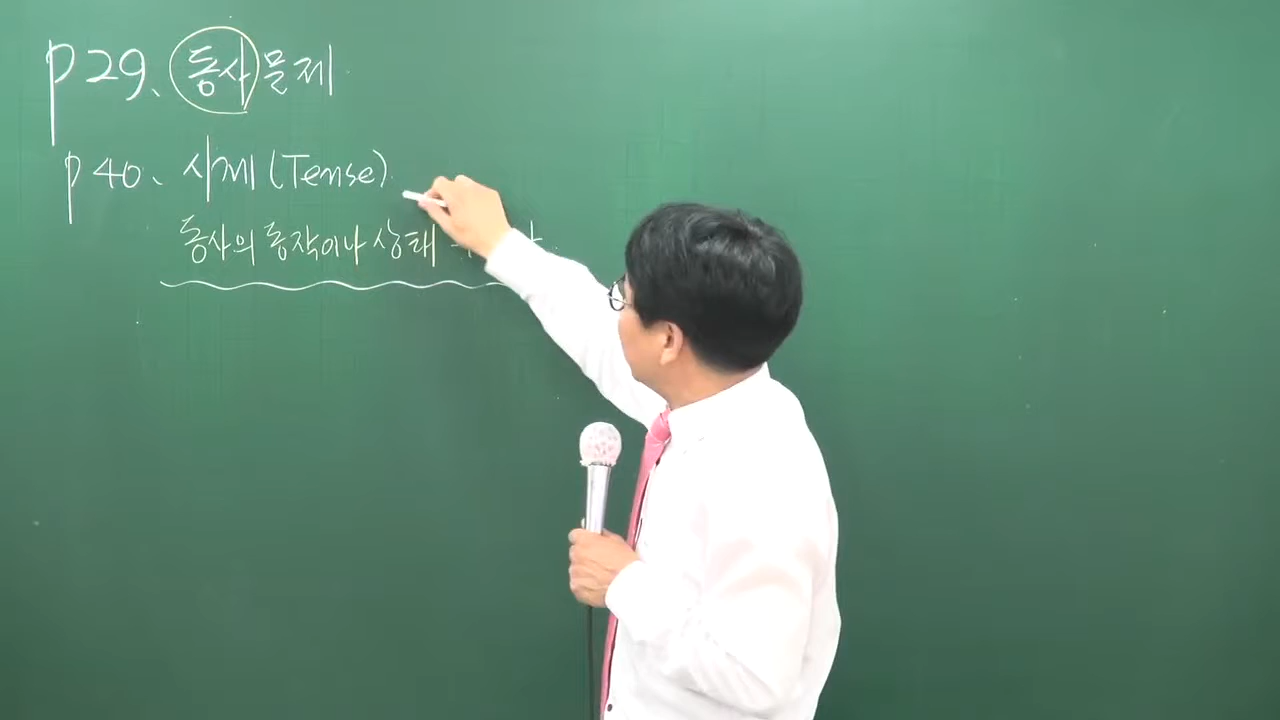 p29. 동사 문제
p40. 시제 (Tense)
동사의 동작이나 상태